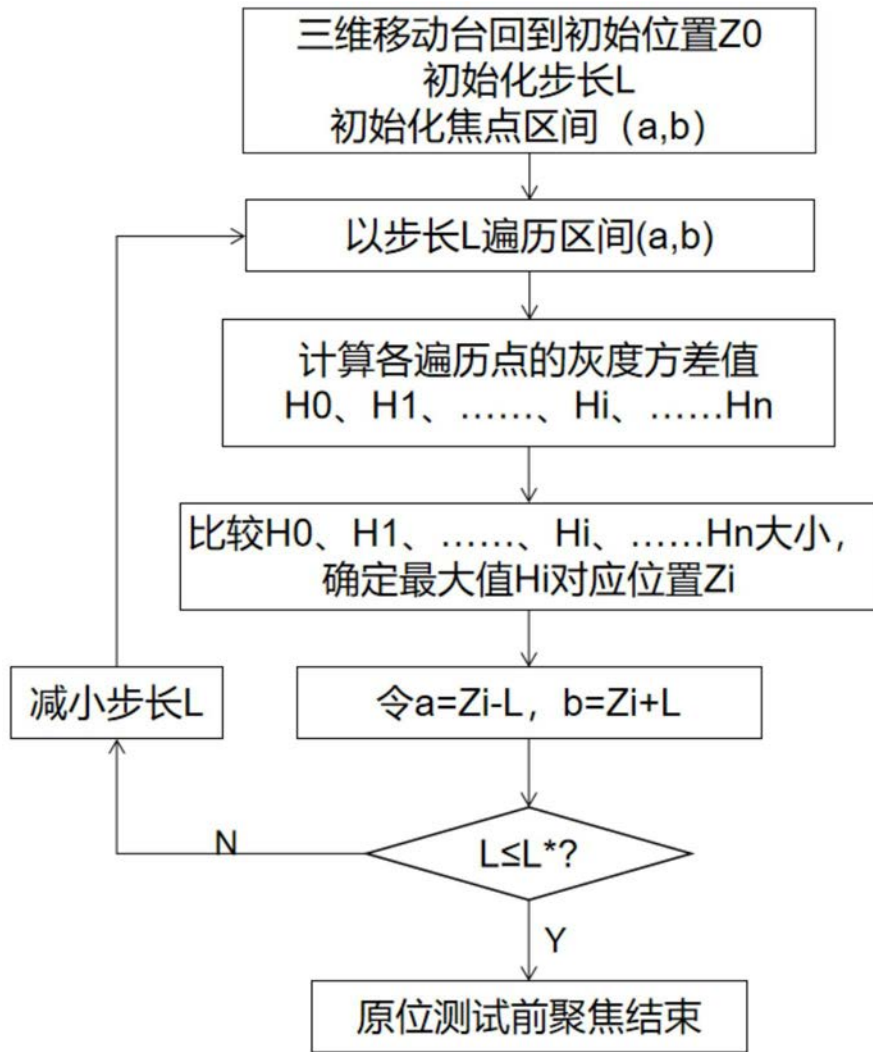 三维移动台回到初始位置Z0
初始化步长L
初始化焦点区间（a,b）
以步长L遍历区间(a,b)
计算各遍历点的灰度方差值
H0、H1、……、Hi、……Hn
比较H0、H1、……、Hi、……Hn大小，
确定最大值Hi对应位置Zi
减小步长L
令a=Zi-L，b=Zi+L
N
L≤L*?
Y
原位测试前聚焦结束